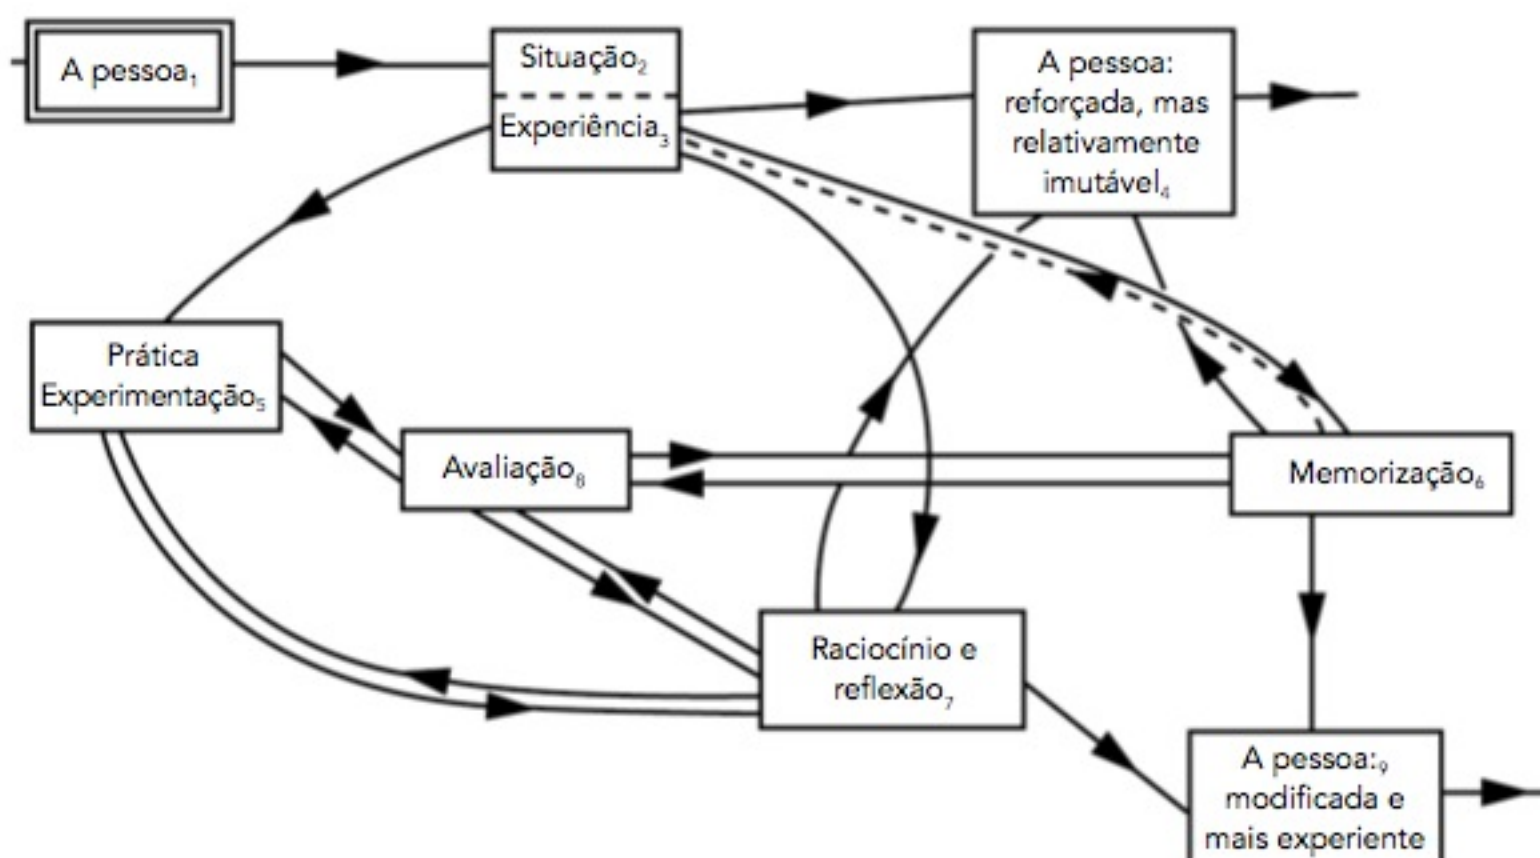 A pessoa₁
Situação₂
Experiência₃
A pessoa:
reforçada, mas
relativamente
imutável₄
Prática
Experimentação₅
Avaliação₈
Memorização₆
Raciocínio e
reflexão₇
A pessoa:₉
modificada e
mais experiente